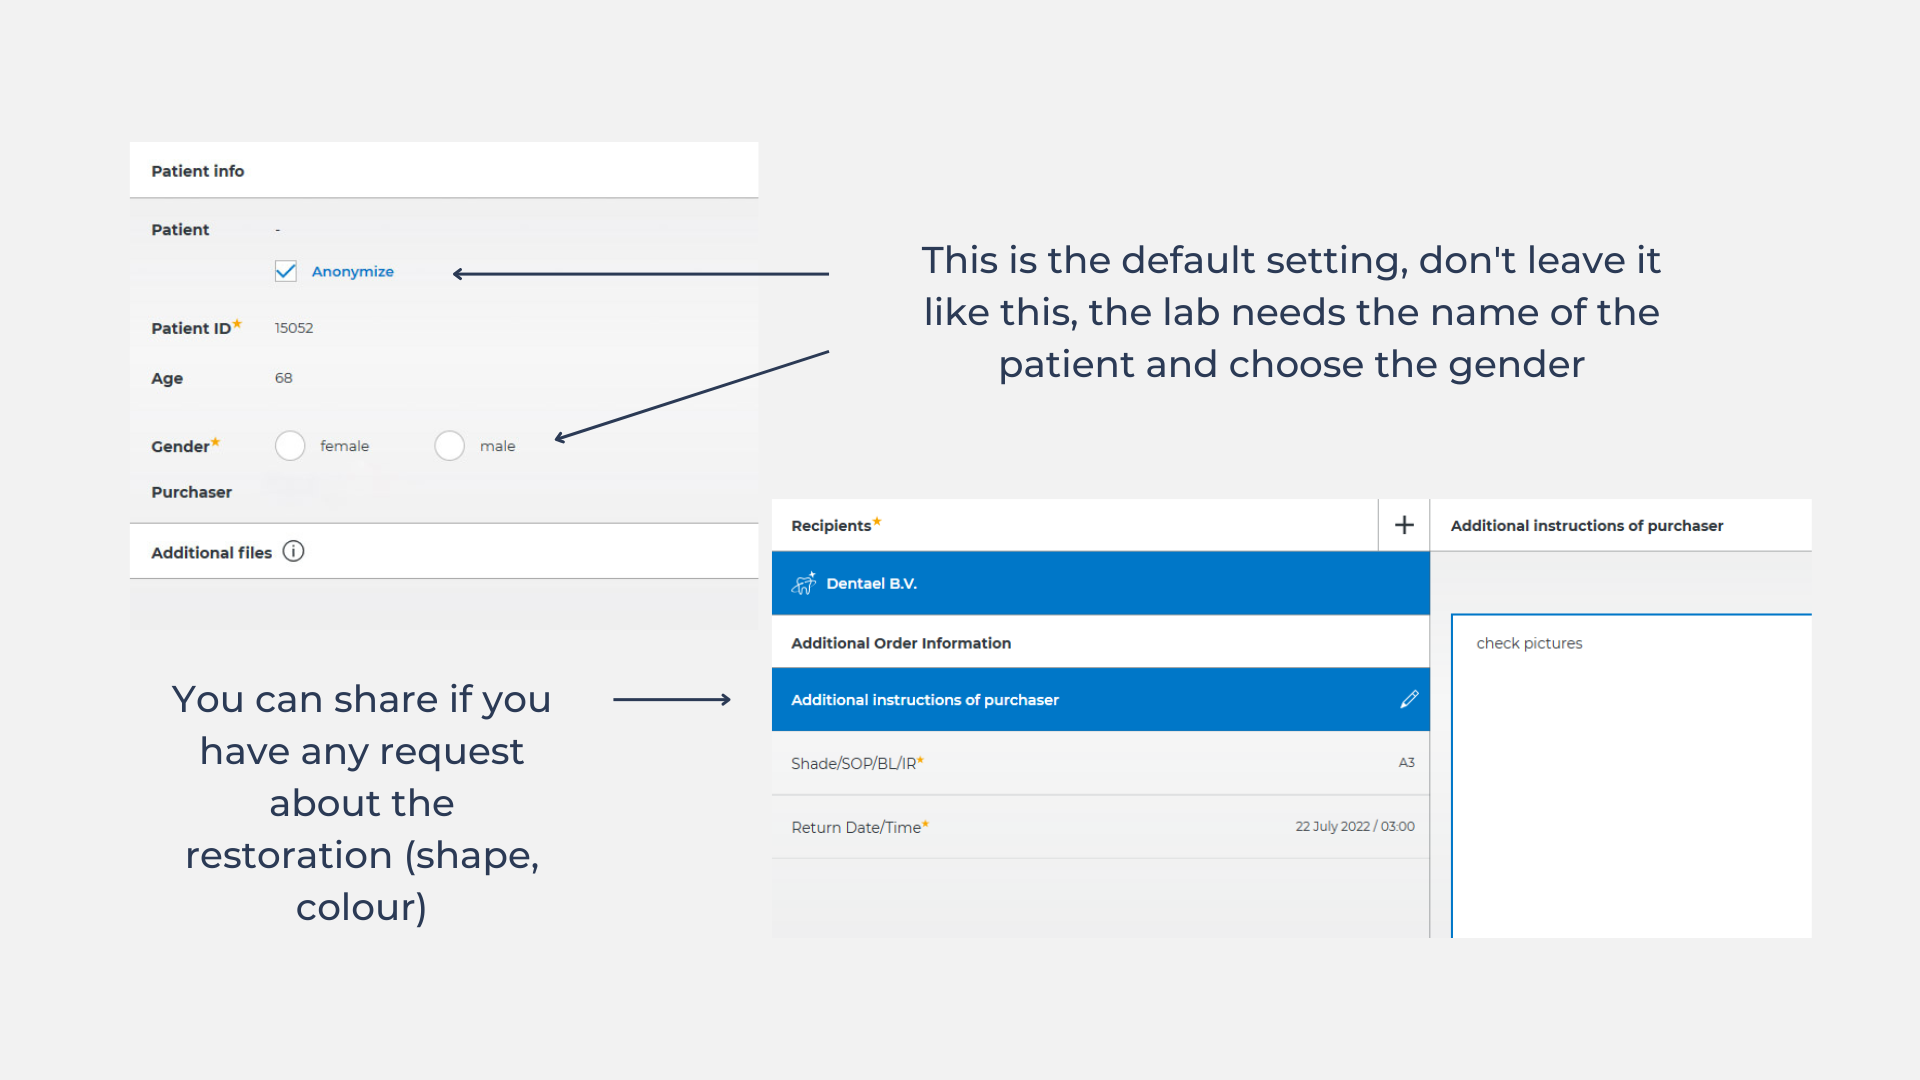 Patient info
Patient -
Anonymize
Patient ID★ 15052
Age 68
Gender★ female male
Purchaser
Additional files
This is the default setting, don't leave it
like this, the lab needs the name of the
patient and choose the gender
Recipients★ +
Dentael B.V.
Additional Order Information
Additional instructions of purchaser
Shade/SOP/BL/IR★ A3
Return Date/Time★ 22 July 2022 / 03:00
Additional instructions of purchaser
check pictures
You can share if you
have any request
about the
restoration (shape,
colour)